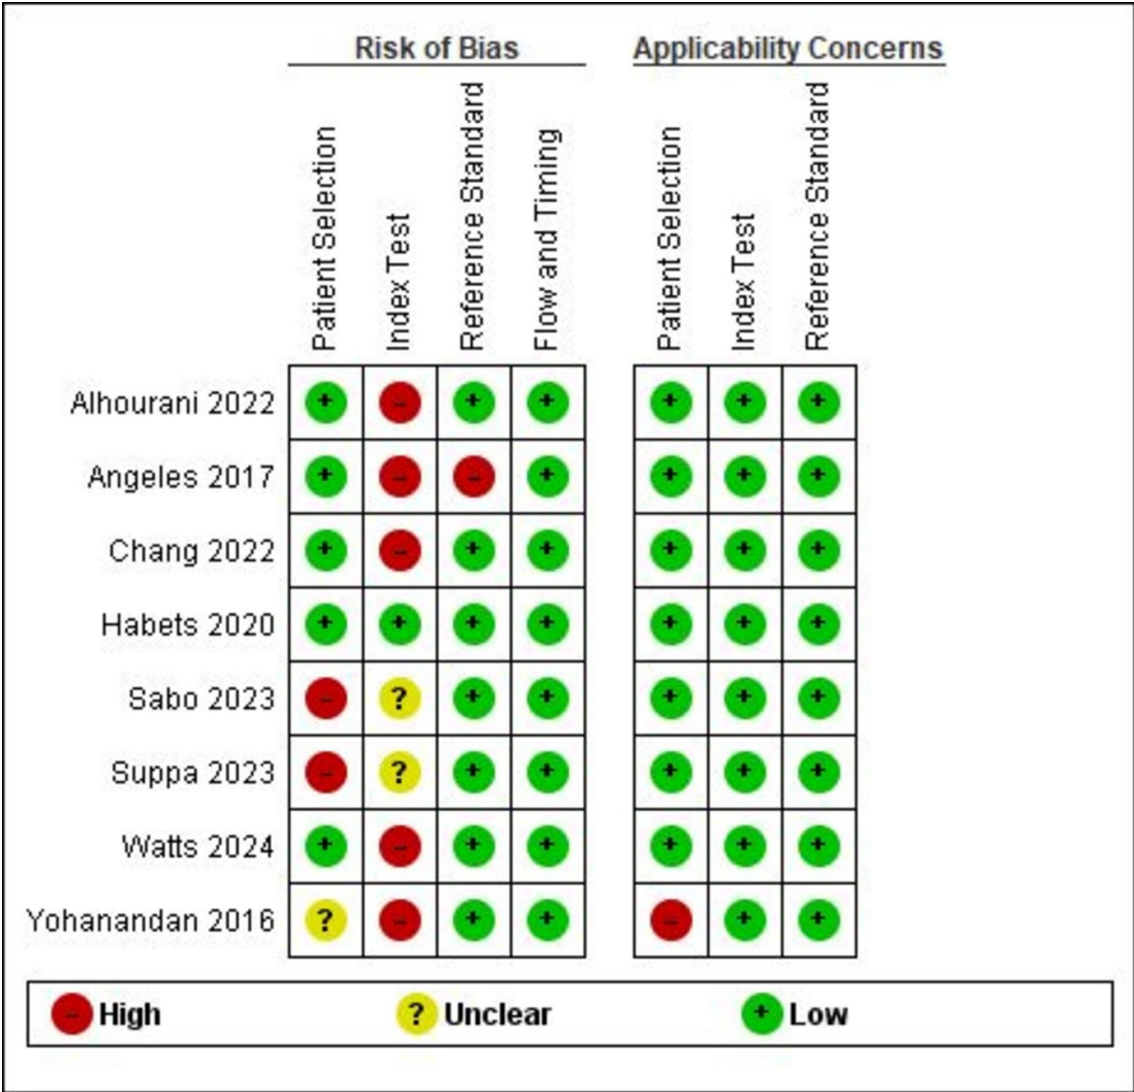 Risk of Bias Applicability Concerns
Patient Selection
Index Test
Reference Standard
Flow and Timing
Patient Selection
Index Test
Reference Standard
Alhourani 2022 + - + + + + +
Angeles 2017 + - - + + + +
Chang 2022 + - + + + + +
Habets 2020 + + + + + + +
Sabo 2023 - ? + + + + +
Suppa 2023 - ? + + + + +
Watts 2024 + - + + + + +
Yohanandan 2016 ? - + + - + +
- High ? Unclear + Low